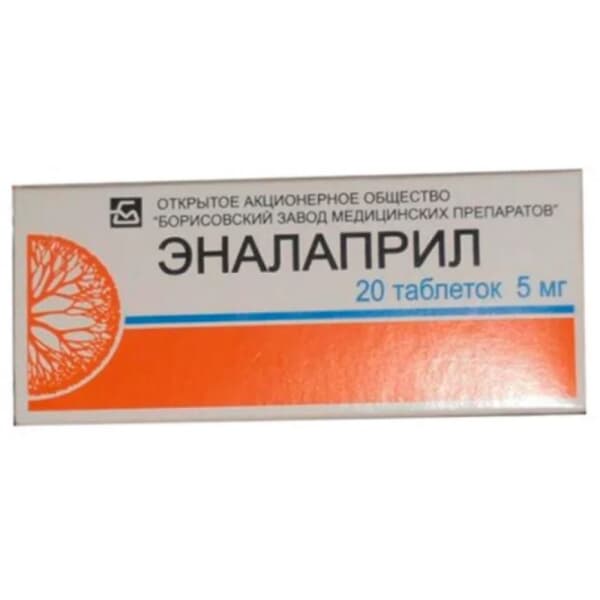 ОТКРЫТОЕ АКЦИОНЕРНОЕ ОБЩЕСТВО
"БОРИСОВСКИЙ ЗАВОД МЕДИЦИНСКИХ ПРЕПАРАТОВ"
ЭНАЛАПРИЛ
20 таблеток 5 мг